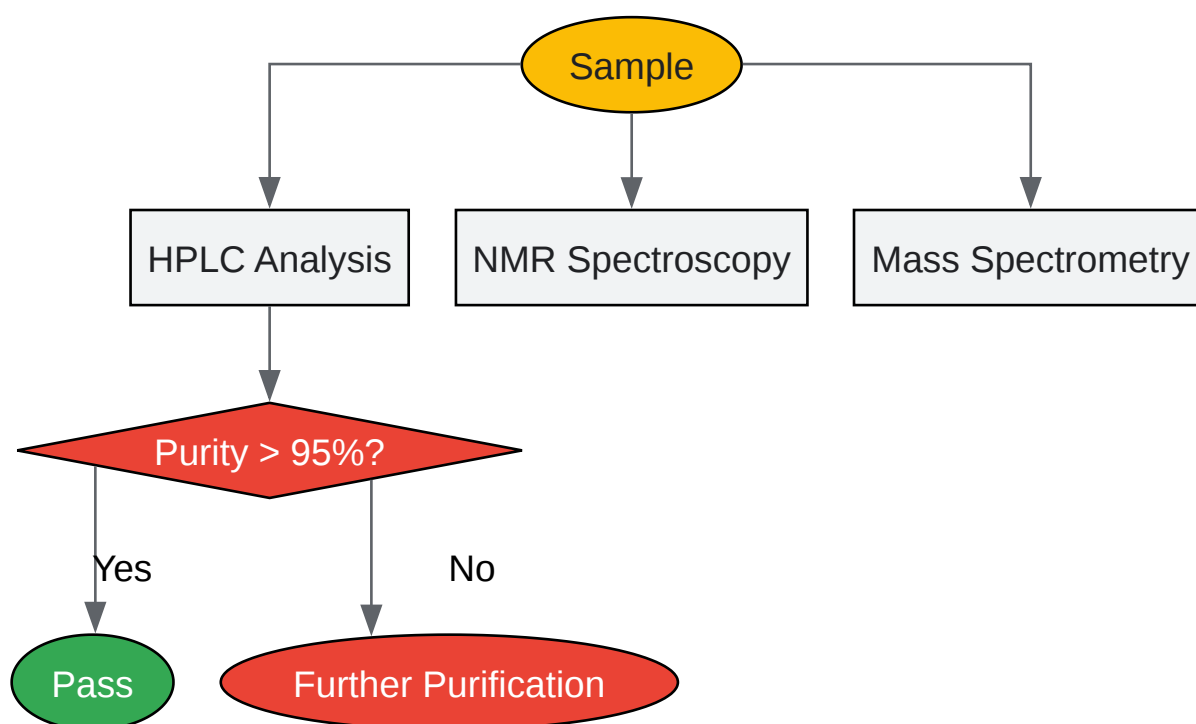 Sample
HPLC Analysis
NMR Spectroscopy
Mass Spectrometry
Purity > 95%?
Yes
No
Pass
Further Purification